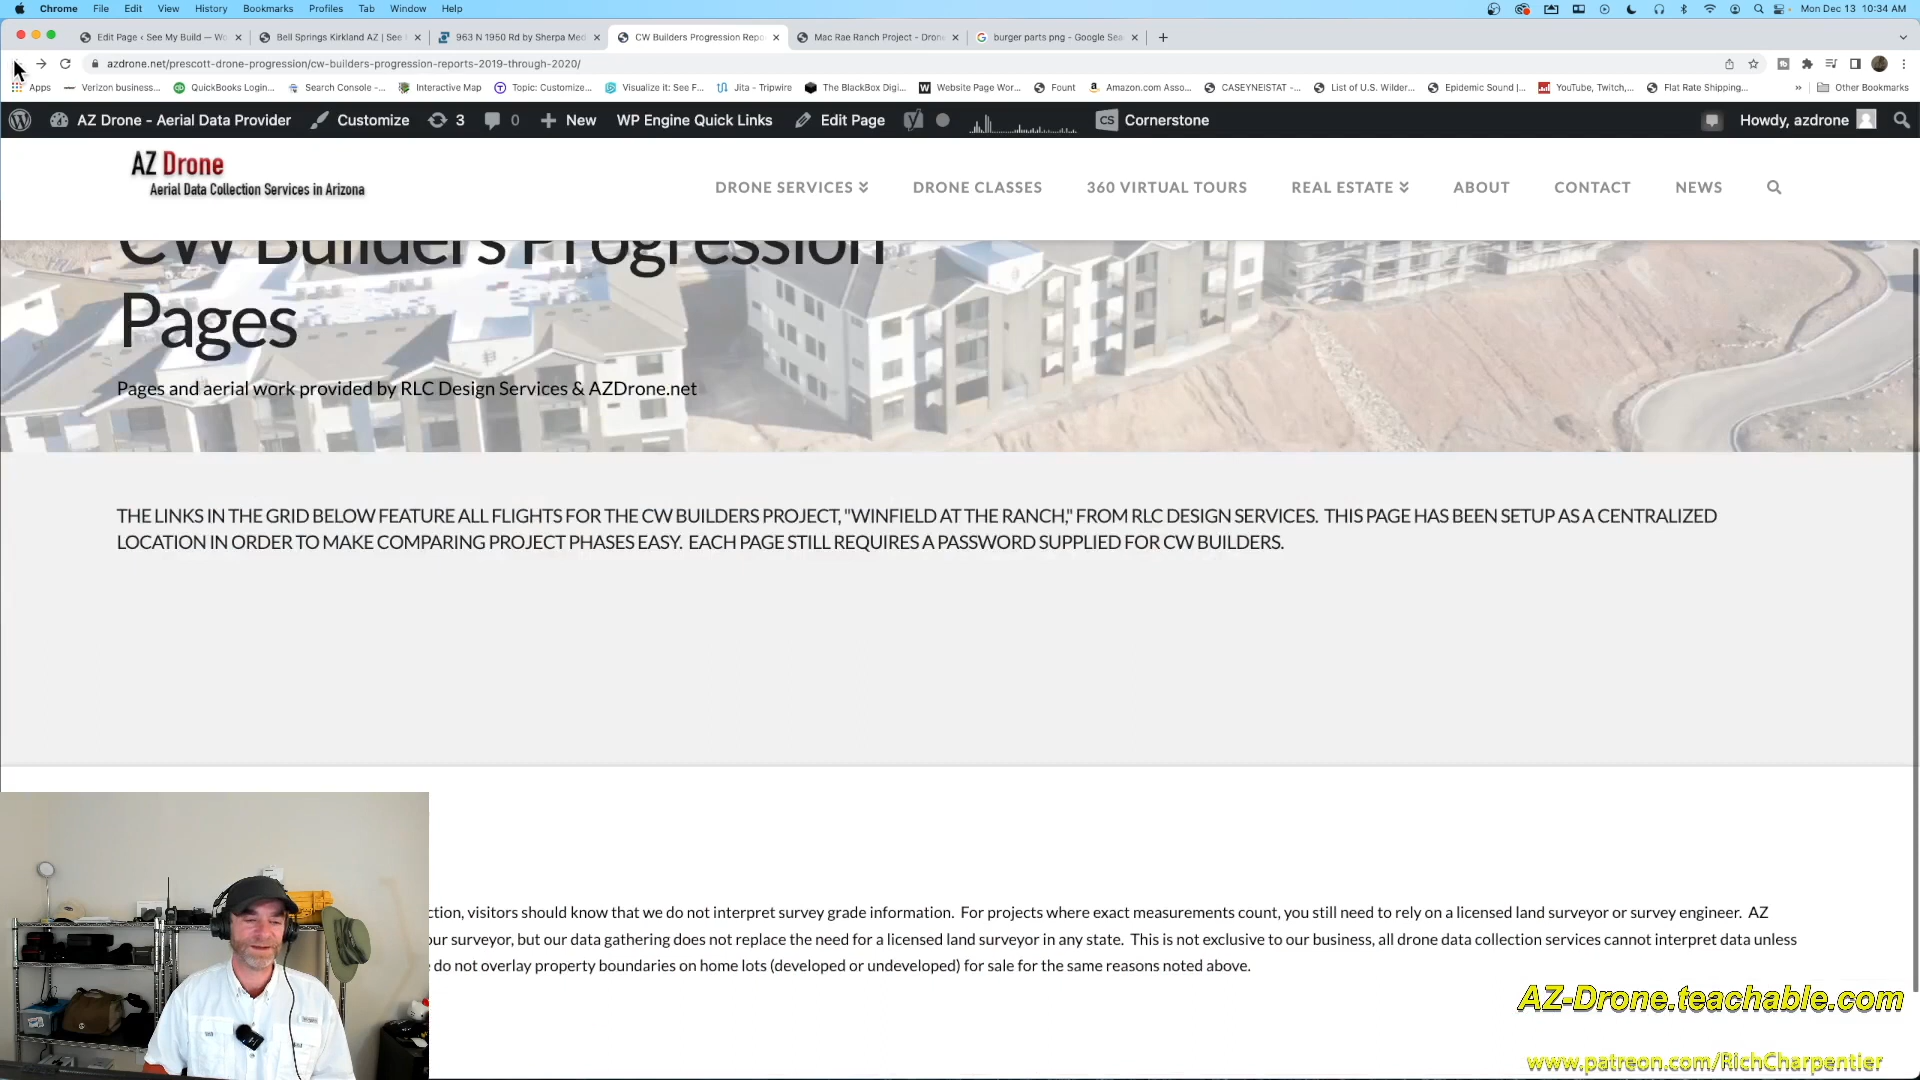 Chrome File Edit View History Bookmarks Profiles Tab Window Help Mon Dec 13 10:34 AM
Edit Page ‹ See My Build — Wo Bell Springs Kirkland AZ | See 963 N 1950 Rd by Sherpa Med CW Builders Progression Repo Mac Rae Ranch Project - Dron burger parts png - Google Sea
azdrone.net/prescott-drone-progression/cw-builders-progression-reports-2019-through-2020/
Apps Verizon business... QuickBooks Login... Search Console -... Interactive Map Topic: Customize... Visualize it: See F... Jita - Tripwire The BlackBox Digi... Website Page Wor... Fount Amazon.com Asso... CASEYNEISTAT -... List of U.S. Wilder... Epidemic Sound |... YouTube, Twitch,... Flat Rate Shipping,... » Other Bookmarks
AZ Drone - Aerial Data Provider Customize 3 0 New WP Engine Quick Links Edit Page CS Cornerstone Howdy, azdrone
AZ Drone
Aerial Data Collection Services in Arizona
DRONE SERVICES DRONE CLASSES 360 VIRTUAL TOURS REAL ESTATE ABOUT CONTACT NEWS
CW Builders Progression
Pages
Pages and aerial work provided by RLC Design Services & AZDrone.net
THE LINKS IN THE GRID BELOW FEATURE ALL FLIGHTS FOR THE CW BUILDERS PROJECT, "WINFIELD AT THE RANCH," FROM RLC DESIGN SERVICES. THIS PAGE HAS BEEN SETUP AS A CENTRALIZED
LOCATION IN ORDER TO MAKE COMPARING PROJECT PHASES EASY. EACH PAGE STILL REQUIRES A PASSWORD SUPPLIED FOR CW BUILDERS.
ction, visitors should know that we do not interpret survey grade information. For projects where exact measurements count, you still need to rely on a licensed land surveyor or survey engineer. AZ
our surveyor, but our data gathering does not replace the need for a licensed land surveyor in any state. This is not exclusive to our business, all drone data collection services cannot interpret data unless
do not overlay property boundaries on home lots (developed or undeveloped) for sale for the same reasons noted above.
AZ-Drone.teachable.com
www.patreon.com/RichCharpentier